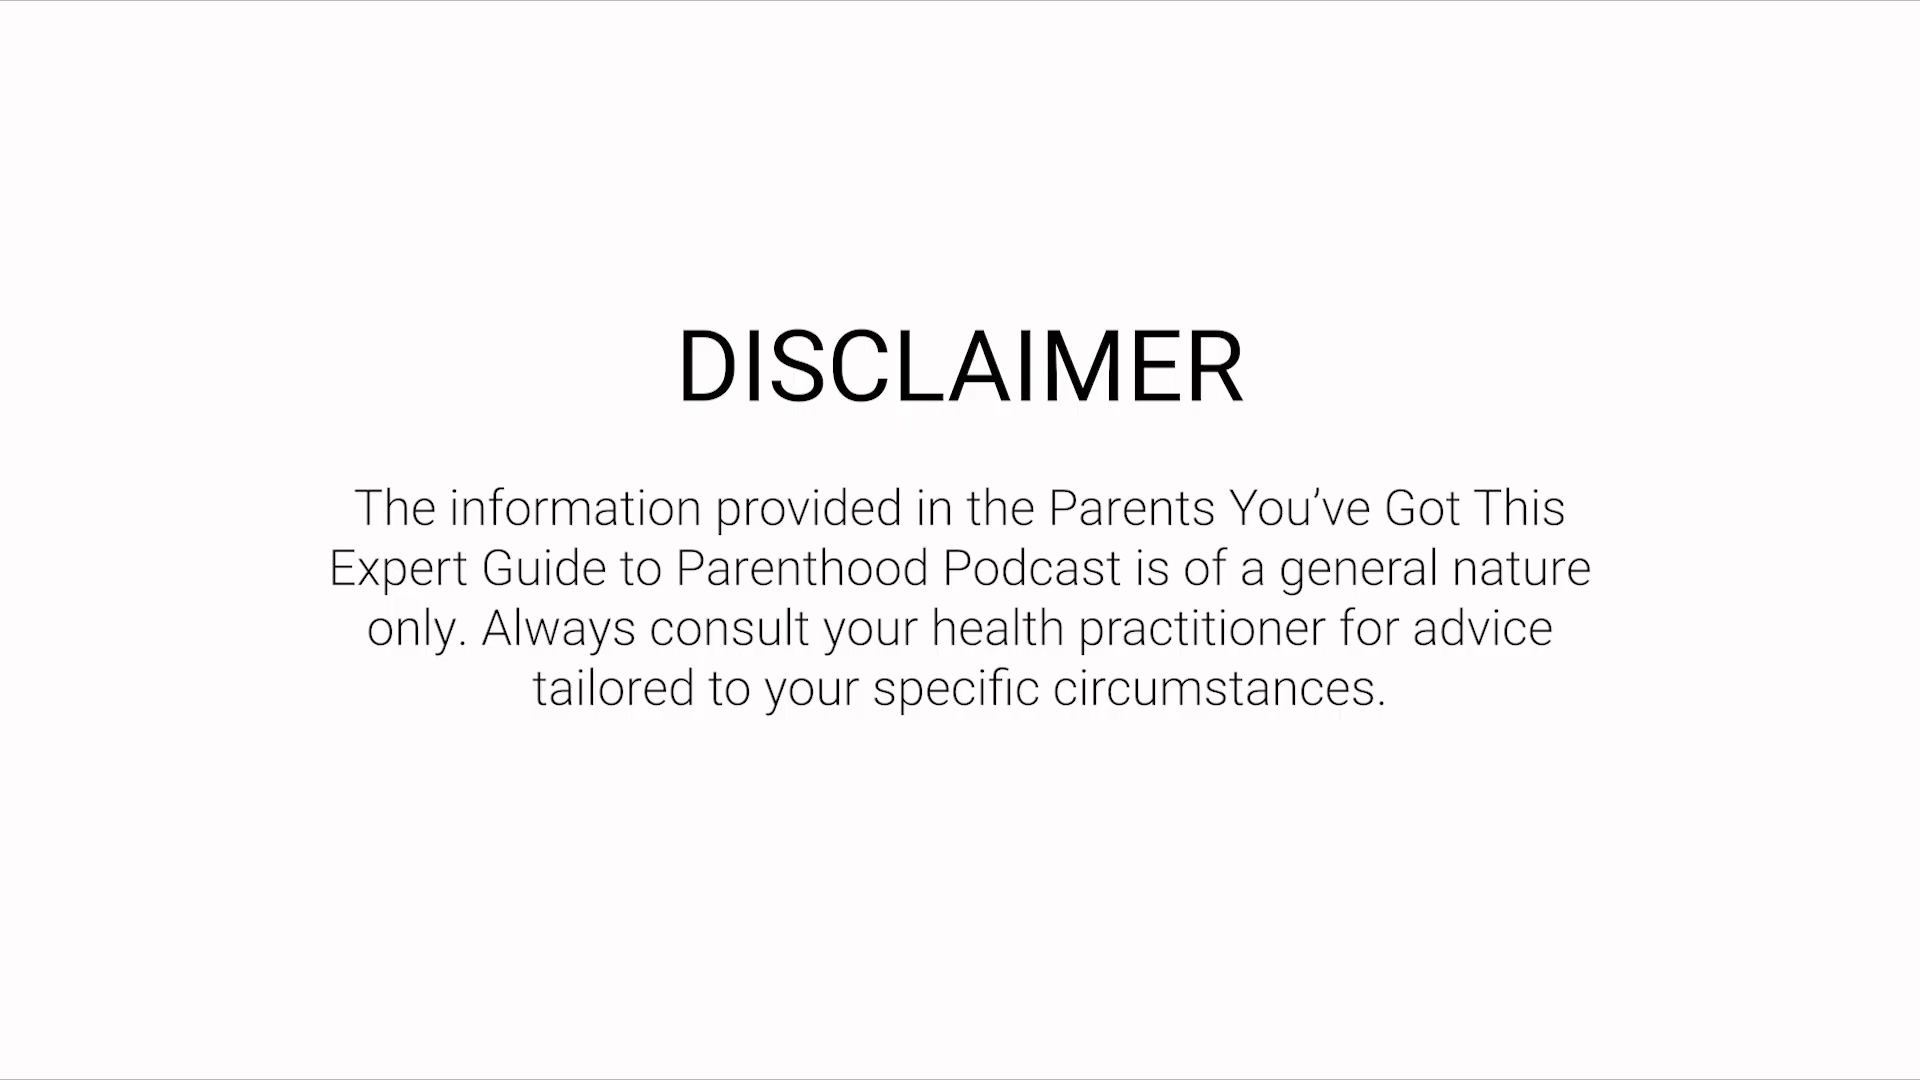 DISCLAIMER
The information provided in the Parents You’ve Got This
Expert Guide to Parenthood Podcast is of a general nature
only. Always consult your health practitioner for advice
tailored to your specific circumstances.